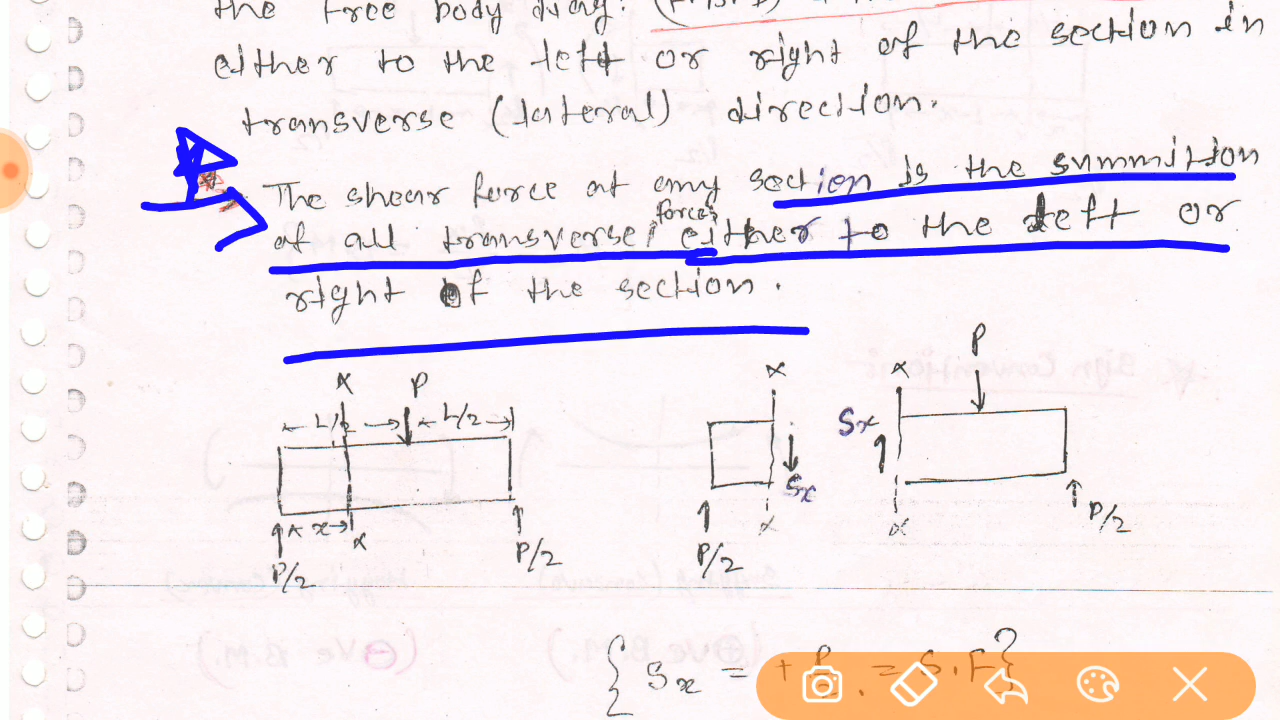 the free body diag.
either to the left or right of the section in
transverse (lateral) direction.
The shear force at any section is the summition
forces
of all transverse either to the left or
right of the section.
X P
L/2 L/2
x X
P/2 P/2
X
Sx
X
P/2
X P
Sx
X
P/2
{ Sx = + P/2 = S.F }